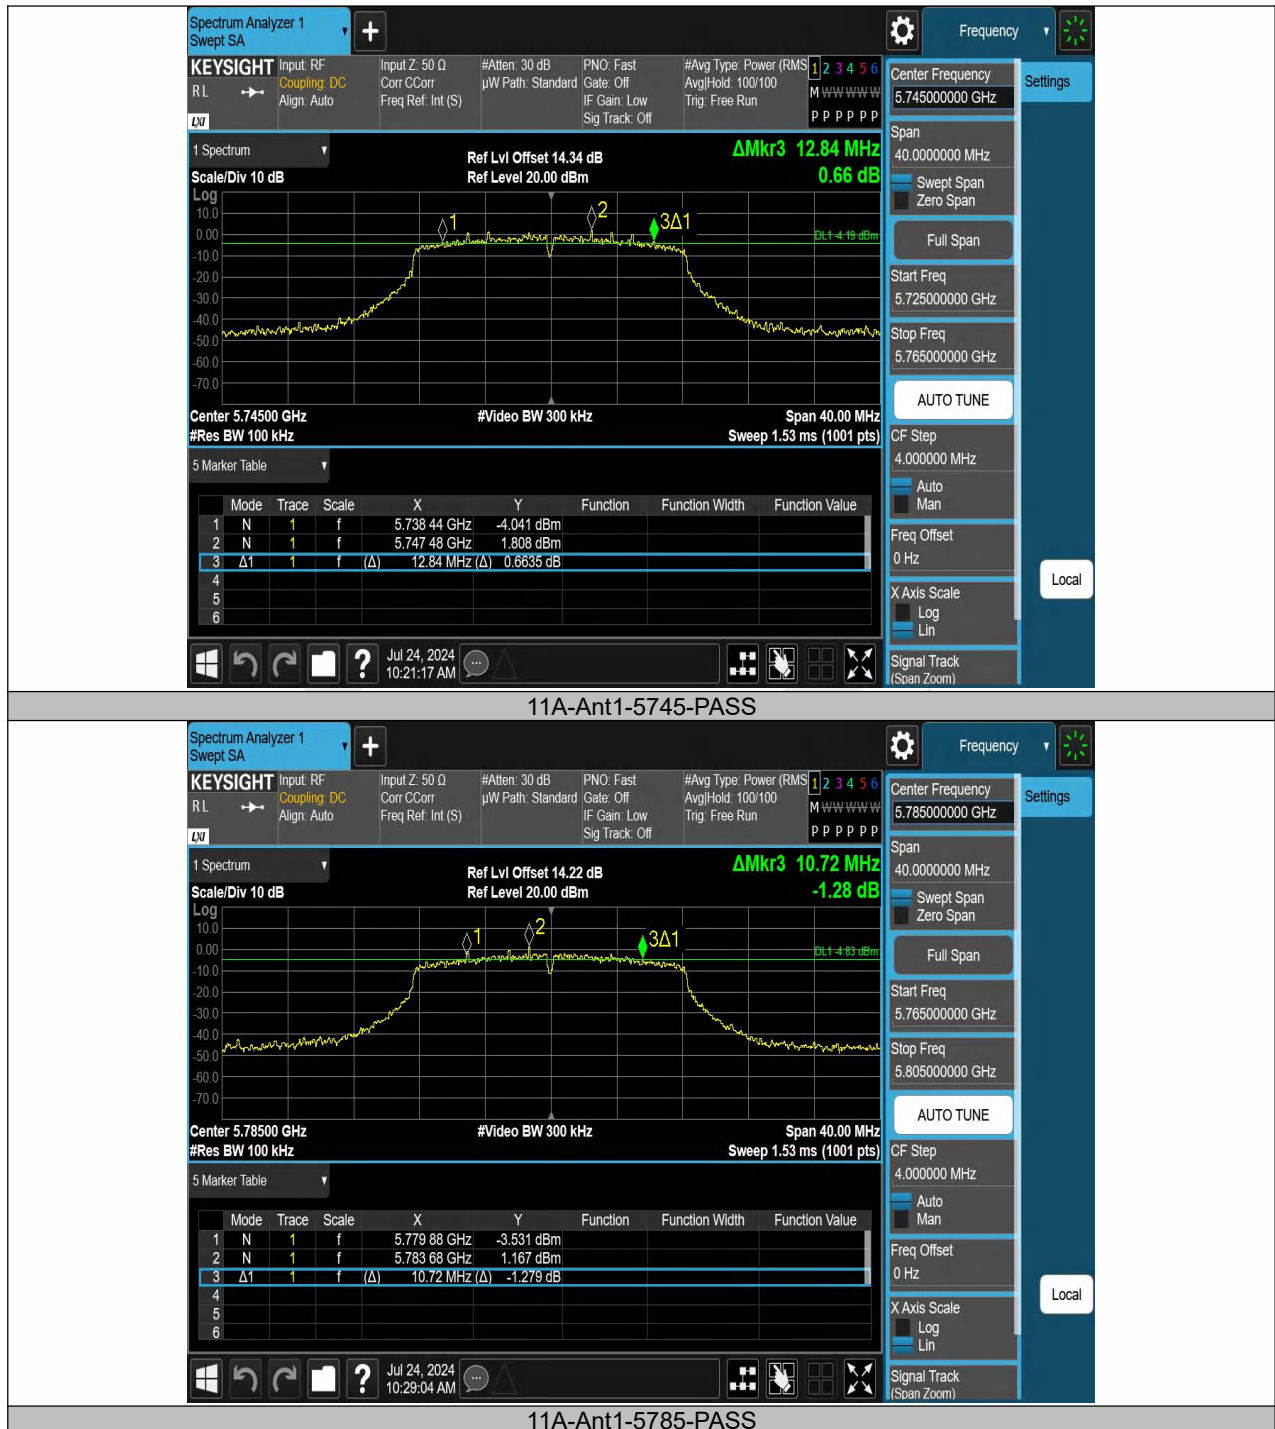 Spectrum Analyzer 1
Swept SA
+
Frequency
KEYSIGHT
RL
LXI
Input: RF
Coupling: DC
Align: Auto
Input Z: 50 Ω
Corr CCorr
Freq Ref: Int (S)
#Atten: 30 dB
µW Path: Standard
PNO: Fast
Gate: Off
IF Gain: Low
Sig Track: Off
#Avg Type: Power (RMS
Avg|Hold: 100/100
Trig: Free Run
1 2 3 4 5 6
M W W W W W
P P P P P P
Center Frequency
5.745000000 GHz
Settings
Span
40.0000000 MHz
Swept Span
Zero Span
Full Span
Start Freq
5.725000000 GHz
Stop Freq
5.765000000 GHz
AUTO TUNE
CF Step
4.000000 MHz
Auto
Man
Freq Offset
0 Hz
X Axis Scale
Log
Lin
Signal Track
(Span Zoom)
Local
1 Spectrum
Scale/Div 10 dB
Ref Lvl Offset 14.34 dB
Ref Level 20.00 dBm
ΔMkr3 12.84 MHz
0.66 dB
Log
10.0
0.00
-10.0
-20.0
-30.0
-40.0
-50.0
-60.0
-70.0
1
2
3Δ1
DL1 -4.19 dBm
Center 5.74500 GHz
#Video BW 300 kHz
Span 40.00 MHz
#Res BW 100 kHz
Sweep 1.53 ms (1001 pts)
5 Marker Table
Mode Trace Scale X Y Function Function Width Function Value
1 N 1 f 5.738 44 GHz -4.041 dBm
2 N 1 f 5.747 48 GHz 1.808 dBm
3 Δ1 1 f (Δ) 12.84 MHz (Δ) 0.6635 dB
4
5
6
?
Jul 24, 2024
10:21:17 AM
11A-Ant1-5745-PASS
Spectrum Analyzer 1
Swept SA
+
Frequency
KEYSIGHT
RL
LXI
Input: RF
Coupling: DC
Align: Auto
Input Z: 50 Ω
Corr CCorr
Freq Ref: Int (S)
#Atten: 30 dB
µW Path: Standard
PNO: Fast
Gate: Off
IF Gain: Low
Sig Track: Off
#Avg Type: Power (RMS
Avg|Hold: 100/100
Trig: Free Run
1 2 3 4 5 6
M W W W W W
P P P P P P
Center Frequency
5.785000000 GHz
Settings
Span
40.0000000 MHz
Swept Span
Zero Span
Full Span
Start Freq
5.765000000 GHz
Stop Freq
5.805000000 GHz
AUTO TUNE
CF Step
4.000000 MHz
Auto
Man
Freq Offset
0 Hz
X Axis Scale
Log
Lin
Signal Track
(Span Zoom)
Local
1 Spectrum
Scale/Div 10 dB
Ref Lvl Offset 14.22 dB
Ref Level 20.00 dBm
ΔMkr3 10.72 MHz
-1.28 dB
Log
10.0
0.00
-10.0
-20.0
-30.0
-40.0
-50.0
-60.0
-70.0
1
2
3Δ1
DL1 -4.83 dBm
Center 5.78500 GHz
#Video BW 300 kHz
Span 40.00 MHz
#Res BW 100 kHz
Sweep 1.53 ms (1001 pts)
5 Marker Table
Mode Trace Scale X Y Function Function Width Function Value
1 N 1 f 5.779 88 GHz -3.531 dBm
2 N 1 f 5.783 68 GHz 1.167 dBm
3 Δ1 1 f (Δ) 10.72 MHz (Δ) -1.279 dB
4
5
6
?
Jul 24, 2024
10:29:04 AM
11A-Ant1-5785-PASS